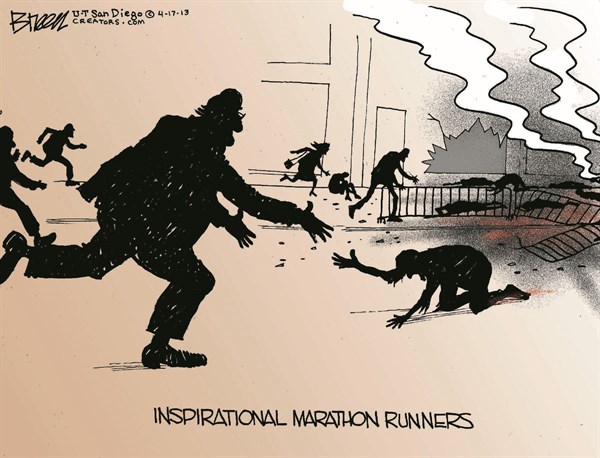 BREEN U-T SAN DIEGO © 4-17-13
CREATORS.COM
INSPIRATIONAL MARATHON RUNNERS